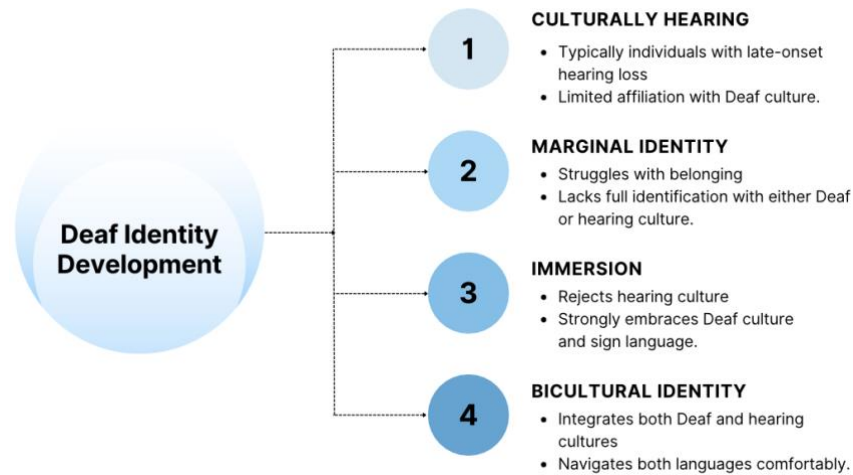 Deaf Identity
Development
1
CULTURALLY HEARING
• Typically individuals with late-onset
hearing loss
• Limited affiliation with Deaf culture.
2
MARGINAL IDENTITY
• Struggles with belonging
• Lacks full identification with either Deaf
or hearing culture.
3
IMMERSION
• Rejects hearing culture
• Strongly embraces Deaf culture
and sign language.
4
BICULTURAL IDENTITY
• Integrates both Deaf and hearing
cultures
• Navigates both languages comfortably.